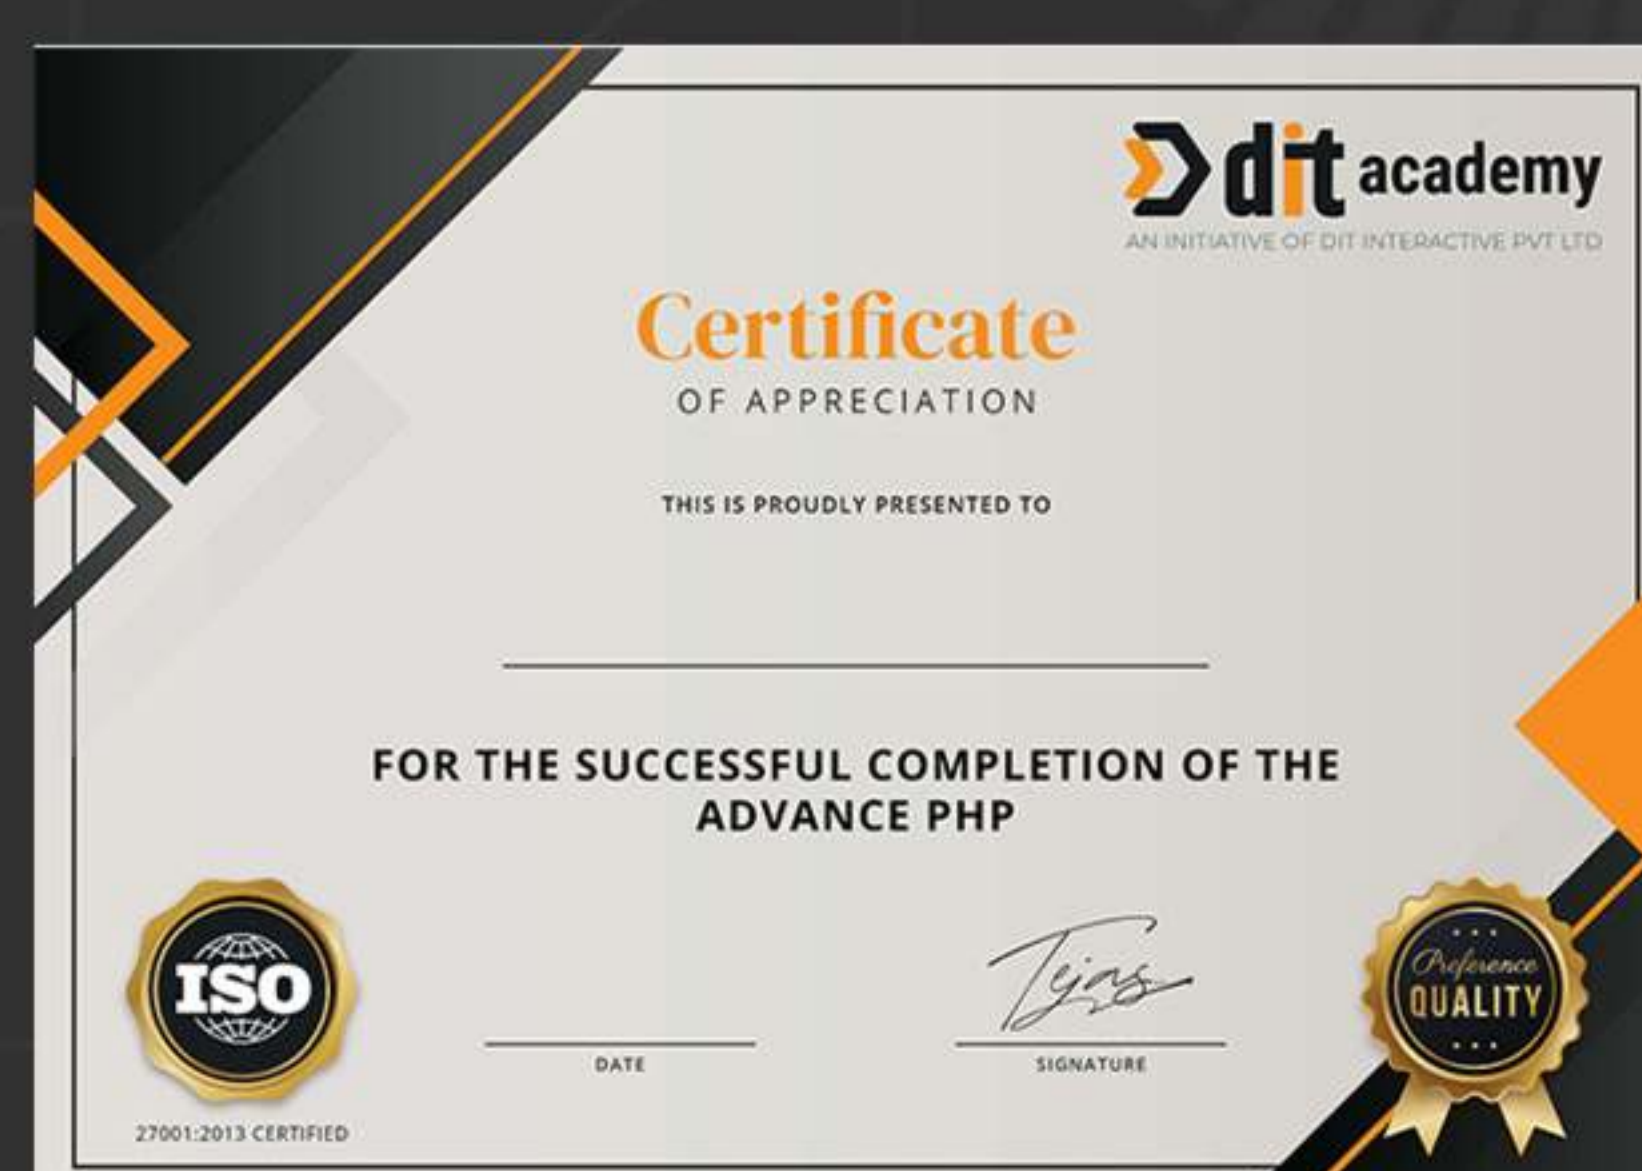 dit academy
AN INITIATIVE OF DIT INTERACTIVE PVT LTD
Certificate
OF APPRECIATION
THIS IS PROUDLY PRESENTED TO
FOR THE SUCCESSFUL COMPLETION OF THE
ADVANCE PHP
ISO
27001:2013 CERTIFIED
DATE
Tejas
SIGNATURE
Preference
QUALITY